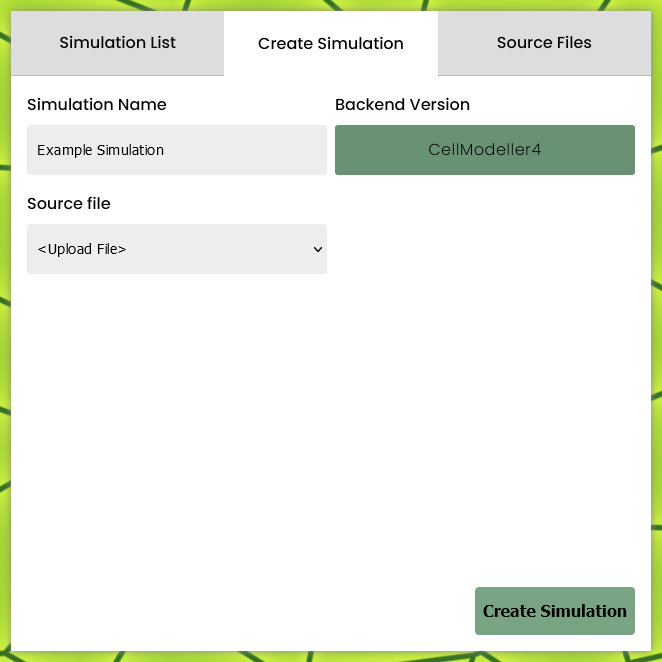 Simulation List
Create Simulation
Source Files
Simulation Name
Backend Version
Example Simulation
CellModeller4
Source file
<Upload File>
Create Simulation